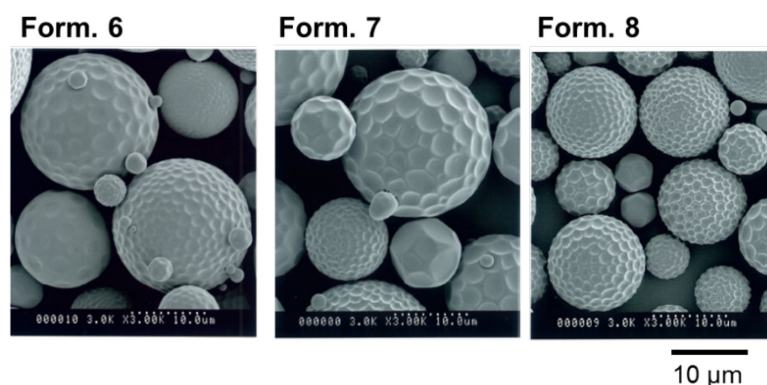 Form. 6
Form. 7
Form. 8
000010 3.0K X3.00K 10.0um
000000 3.0K X3.00K 10.0um
000009 3.0K X3.00K 10.0um
10 μm